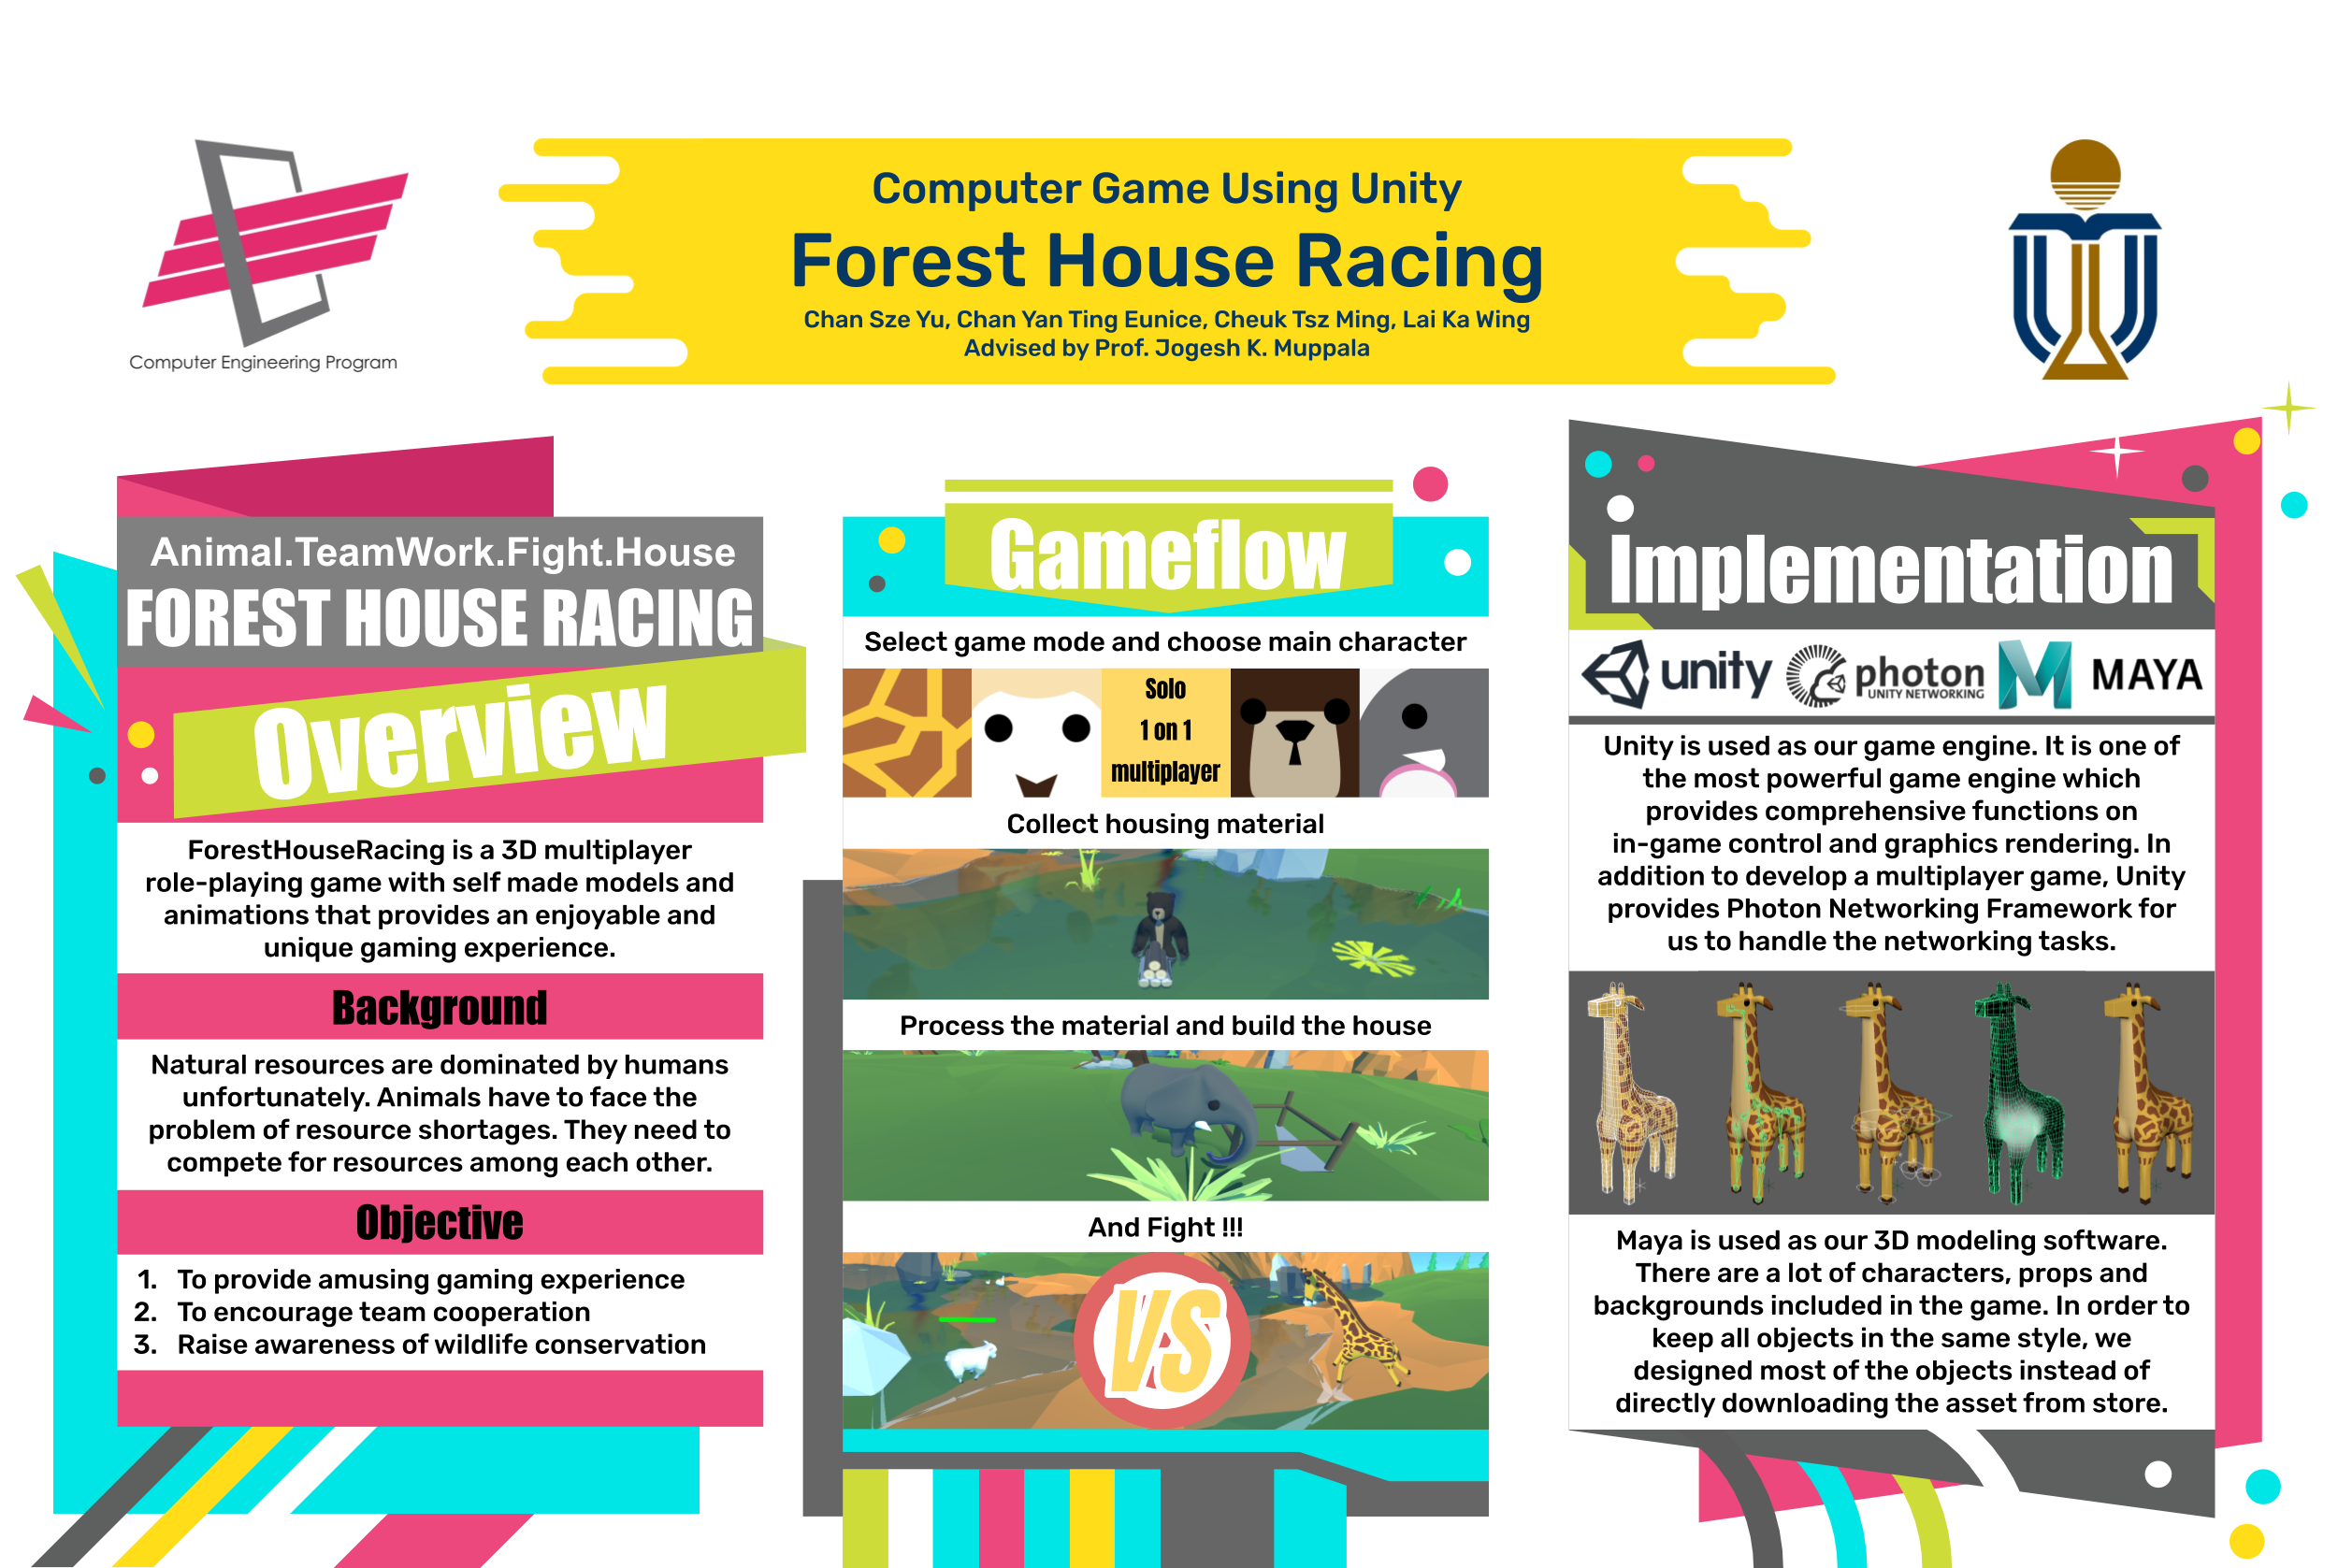 Computer Game Using Unity
Forest House Racing
Chan Sze Yu, Chan Yan Ting Eunice, Cheuk Tsz Ming, Lai Ka Wing
Advised by Prof. Jogesh K. Muppala
Computer Engineering Program
Animal.TeamWork.Fight.House
FOREST HOUSE RACING
Overview
ForestHouseRacing is a 3D multiplayer
role-playing game with self made models and
animations that provides an enjoyable and
unique gaming experience.
Background
Natural resources are dominated by humans
unfortunately. Animals have to face the
problem of resource shortages. They need to
compete for resources among each other.
Objective
1. To provide amusing gaming experience
2. To encourage team cooperation
3. Raise awareness of wildlife conservation
Gameflow
Select game mode and choose main character
Solo
1 on 1
multiplayer
Collect housing material
Process the material and build the house
And Fight !!!
VS
Implementation
unity
photon
UNITY NETWORKING
MAYA
Unity is used as our game engine. It is one of
the most powerful game engine which
provides comprehensive functions on
in-game control and graphics rendering. In
addition to develop a multiplayer game, Unity
provides Photon Networking Framework for
us to handle the networking tasks.
Maya is used as our 3D modeling software.
There are a lot of characters, props and
backgrounds included in the game. In order to
keep all objects in the same style, we
designed most of the objects instead of
directly downloading the asset from store.